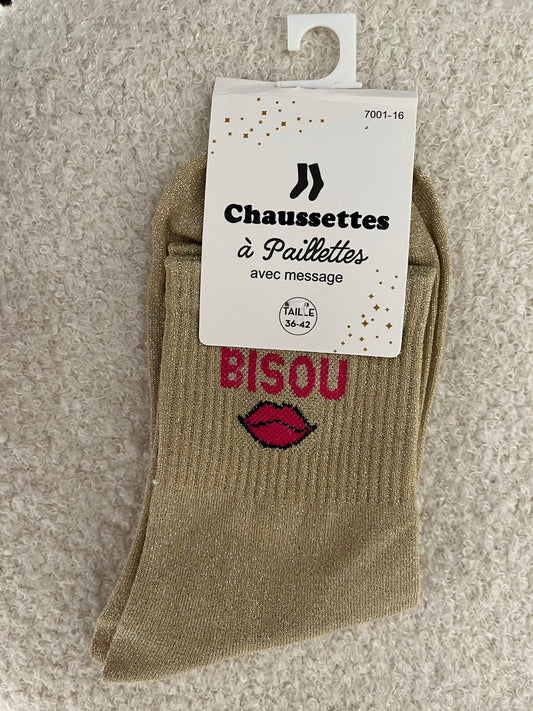 7001-16
Chaussettes
à Paillettes
avec message
TAILLE
36-42
BISOU